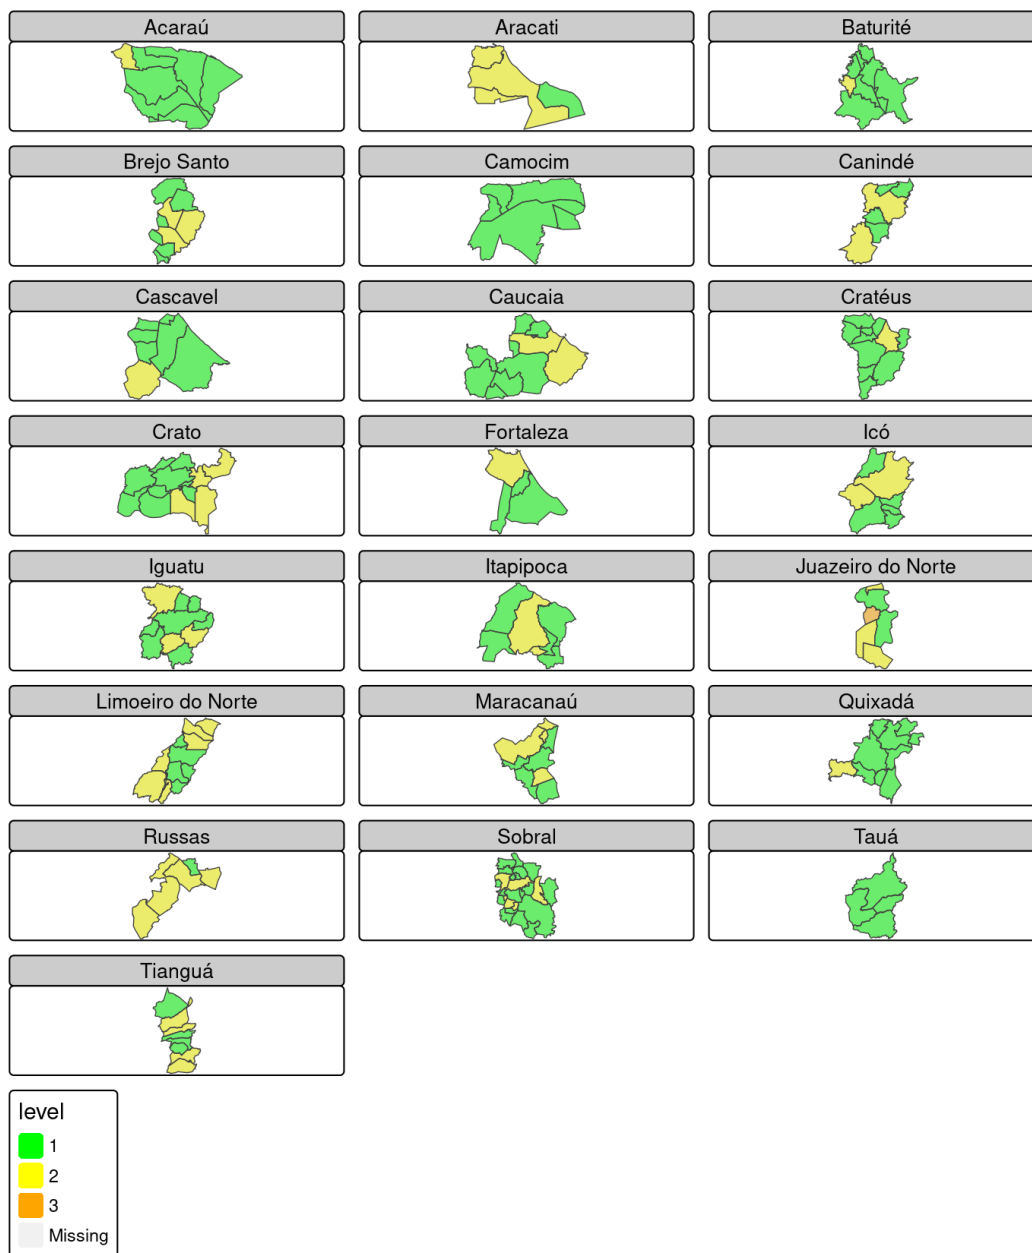 Acaraú
Aracati
Baturité
Brejo Santo
Camocim
Canindé
Cascavel
Caucaia
Cratéus
Crato
Fortaleza
Icó
Iguatu
Itapipoca
Juazeiro do Norte
Limoeiro do Norte
Maracanaú
Quixadá
Russas
Sobral
Tauá
Tianguá
level
1
2
3
Missing